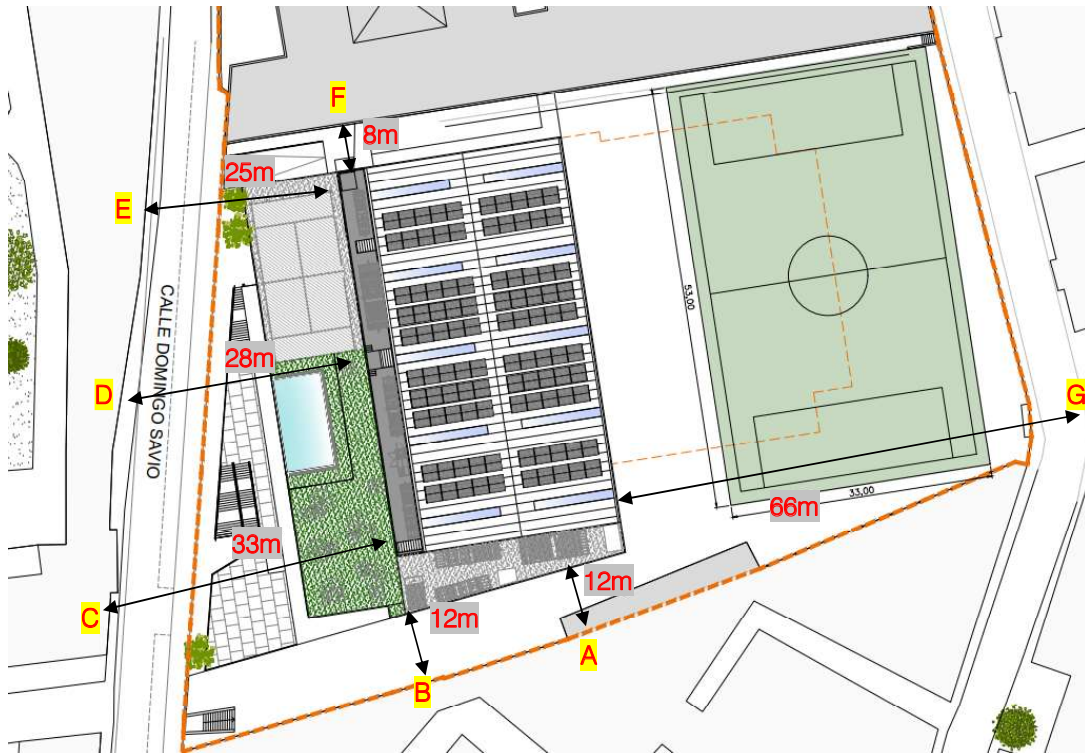 F
8m
25m
E
CALLE DOMINGO SAVIO
53,00
28m
D
G
33,00
66m
33m
12m
C
12m
A
B